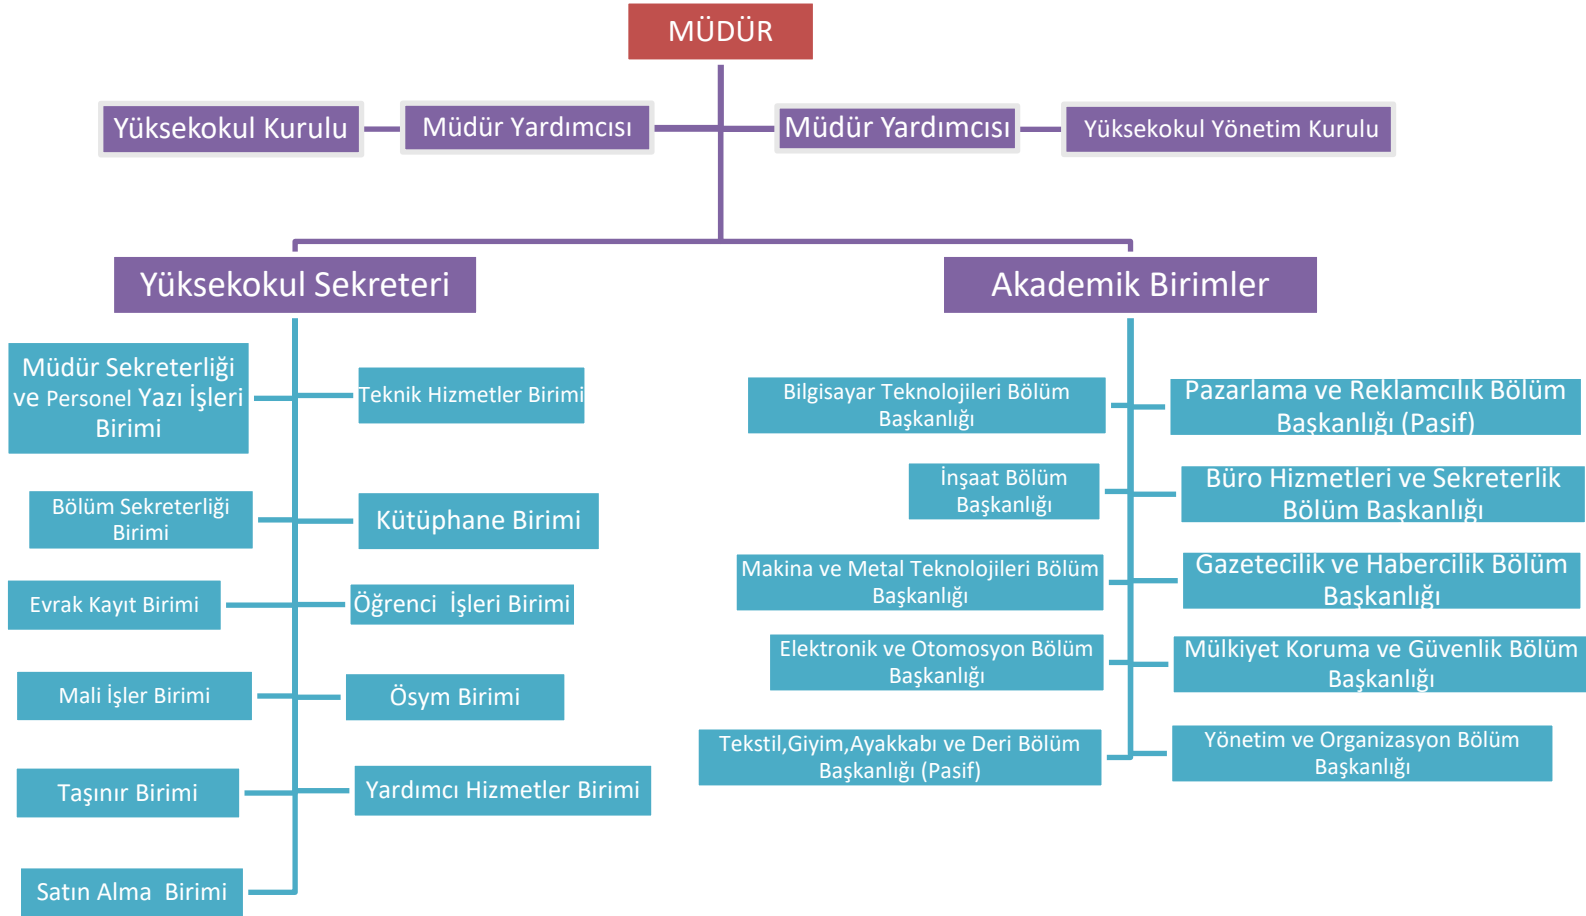 MÜDÜR
Yüksekokul Kurulu
Müdür Yardımcısı
Müdür Yardımcısı
Yüksekokul Yönetim Kurulu
Yüksekokul Sekreteri
Akademik Birimler
Müdür Sekreterliği
ve Personel Yazı İşleri
Birimi
Teknik Hizmetler Birimi
Bölüm Sekreterliği
Birimi
Kütüphane Birimi
Evrak Kayıt Birimi
Öğrenci İşleri Birimi
Mali İşler Birimi
Ösym Birimi
Taşınır Birimi
Yardımcı Hizmetler Birimi
Satın Alma Birimi
Bilgisayar Teknolojileri Bölüm
Başkanlığı
Pazarlama ve Reklamcılık Bölüm
Başkanlığı (Pasif)
İnşaat Bölüm
Başkanlığı
Büro Hizmetleri ve Sekreterlik
Bölüm Başkanlığı
Makina ve Metal Teknolojileri Bölüm
Başkanlığı
Gazetecilik ve Habercilik Bölüm
Başkanlığı
Elektronik ve Otomosyon Bölüm
Başkanlığı
Mülkiyet Koruma ve Güvenlik Bölüm
Başkanlığı
Tekstil,Giyim,Ayakkabı ve Deri Bölüm
Başkanlığı (Pasif)
Yönetim ve Organizasyon Bölüm
Başkanlığı